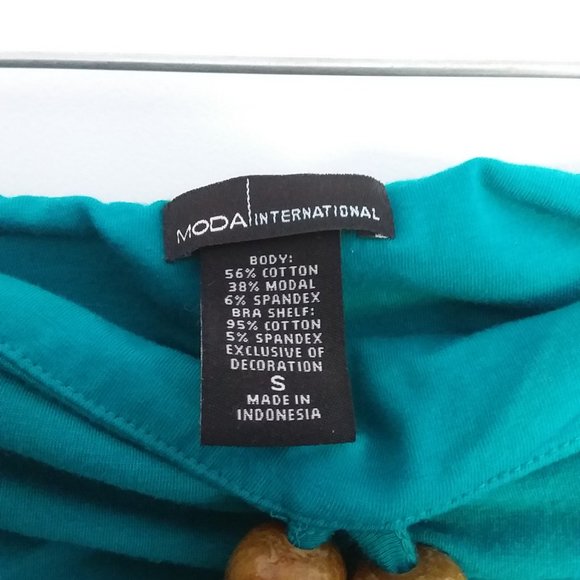 MODA INTERNATIONAL
BODY:
56% COTTON
38% MODAL
6% SPANDEX
BRA SHELF:
95% COTTON
5% SPANDEX
EXCLUSIVE OF
DECORATION
S
MADE IN
INDONESIA